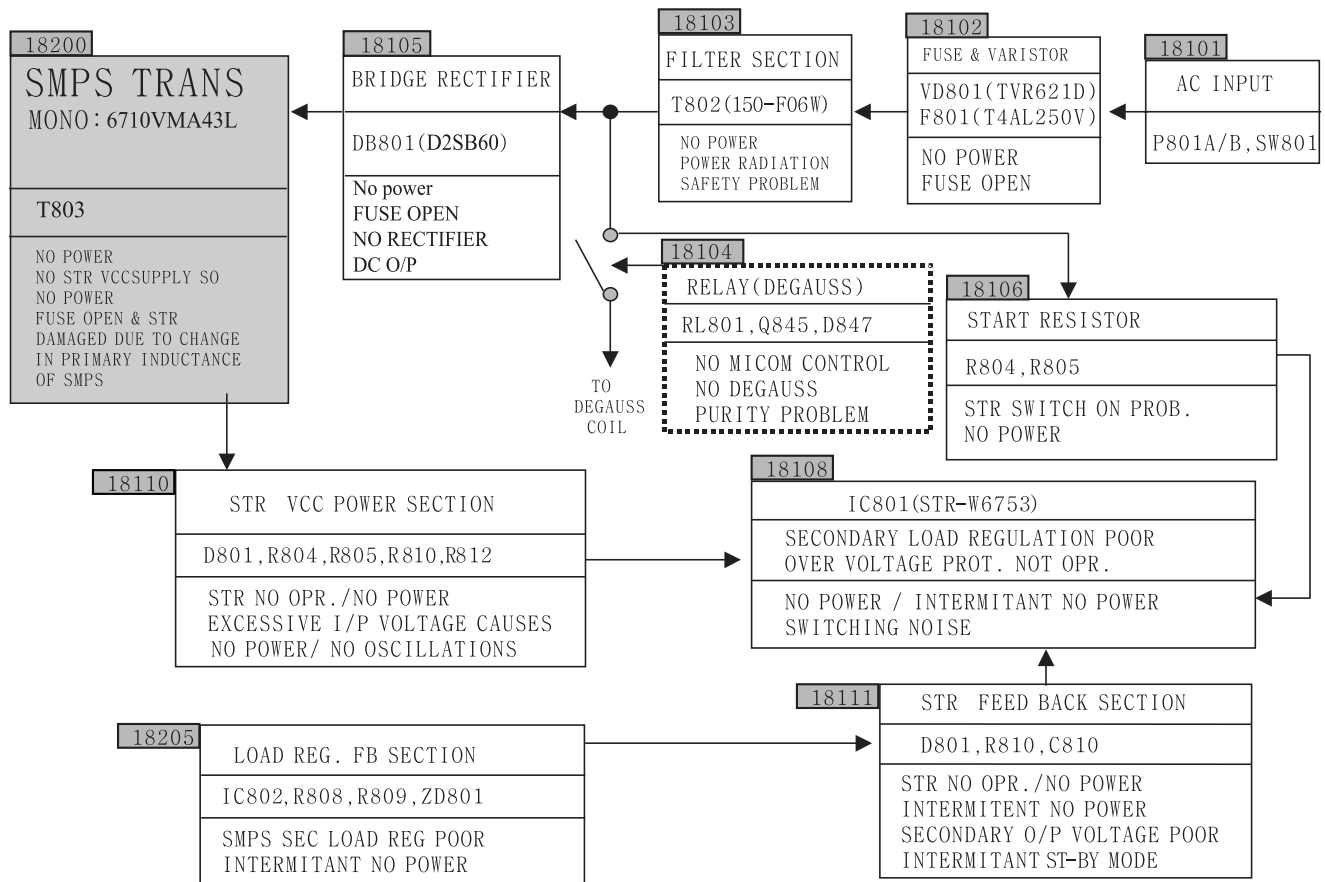 18200
SMPS TRANS
MONO: 6710VMA43L
T803
NO POWER
NO STR VCCSUPPLY SO
NO POWER
FUSE OPEN & STR
DAMAGED DUE TO CHANGE
IN PRIMARY INDUCTANCE
OF SMPS
18105
BRIDGE RECTIFIER
DB801(D2SB60)
No power
FUSE OPEN
NO RECTIFIER
DC O/P
18103
FILTER SECTION
T802(150-F06W)
NO POWER
POWER RADIATION
SAFETY PROBLEM
18102
FUSE & VARISTOR
VD801(TVR621D)
F801(T4AL250V)
NO POWER
FUSE OPEN
18101
AC INPUT
P801A/B,SW801
18104
RELAY(DEGAUSS)
RL801,Q845,D847
NO MICOM CONTROL
NO DEGAUSS
PURITY PROBLEM
TO
DEGAUSS
COIL
18106
START RESISTOR
R804,R805
STR SWITCH ON PROB.
NO POWER
18110
STR VCC POWER SECTION
D801,R804,R805,R810,R812
STR NO OPR./NO POWER
EXCESSIVE I/P VOLTAGE CAUSES
NO POWER/ NO OSCILLATIONS
18108
IC801(STR-W6753)
SECONDARY LOAD REGULATION POOR
OVER VOLTAGE PROT. NOT OPR.
NO POWER / INTERMITANT NO POWER
SWITCHING NOISE
18205
LOAD REG. FB SECTION
IC802,R808,R809,ZD801
SMPS SEC LOAD REG POOR
INTERMITANT NO POWER
18111
STR FEED BACK SECTION
D801,R810,C810
STR NO OPR./NO POWER
INTERMITENT NO POWER
SECONDARY O/P VOLTAGE POOR
INTERMITANT ST-BY MODE